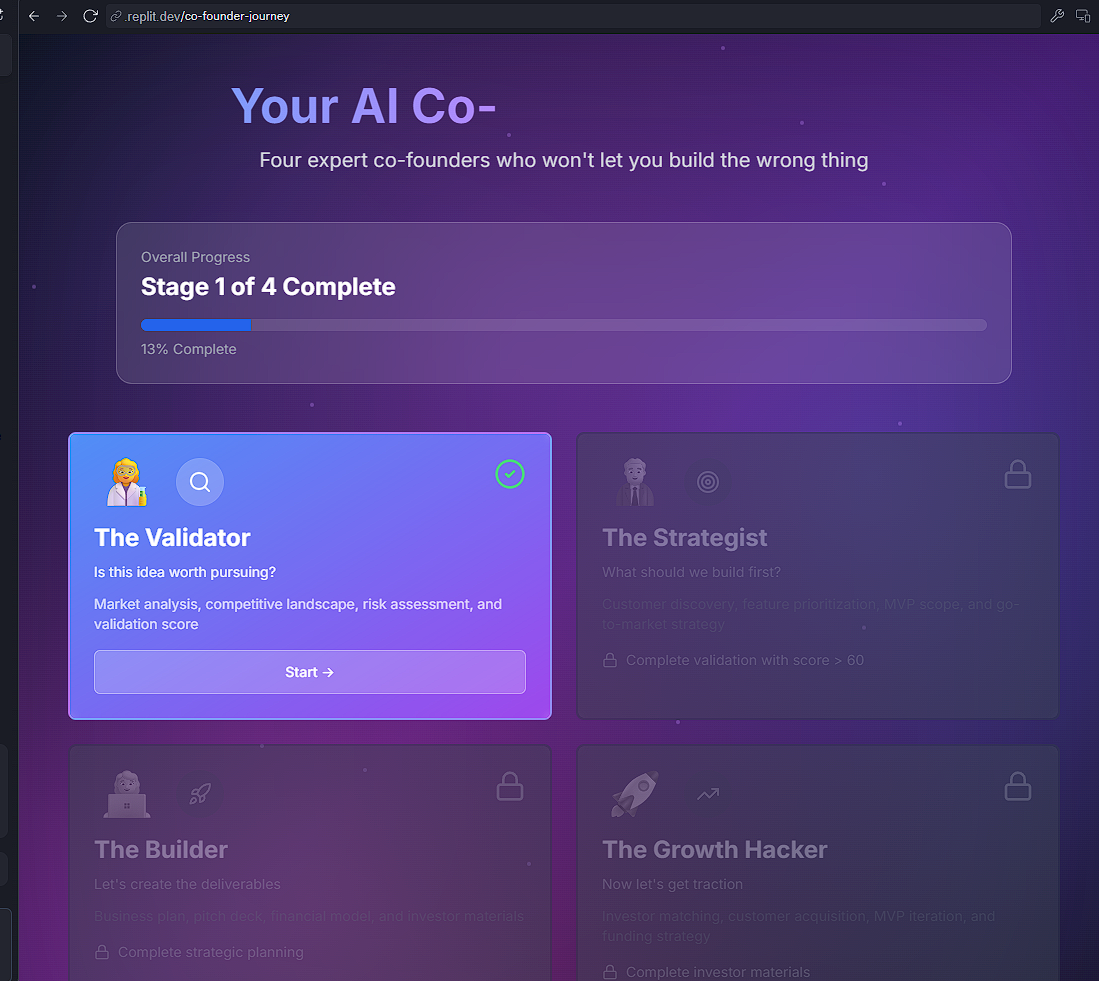 .replit.dev/co-founder-journey
Your AI Co-
Four expert co-founders who won't let you build the wrong thing
Overall Progress
Stage 1 of 4 Complete
13% Complete
The Validator
Is this idea worth pursuing?
Market analysis, competitive landscape, risk assessment, and
validation score
Start →
The Strategist
What should we build first?
Customer discovery, feature prioritization, MVP scope, and go-
to-market strategy
Complete validation with score > 60
The Builder
Let's create the deliverables
Business plan, pitch deck, financial model, and investor materials
Complete strategic planning
The Growth Hacker
Now let's get traction
Investor matching, customer acquisition, MVP iteration, and
funding strategy
Complete investor materials